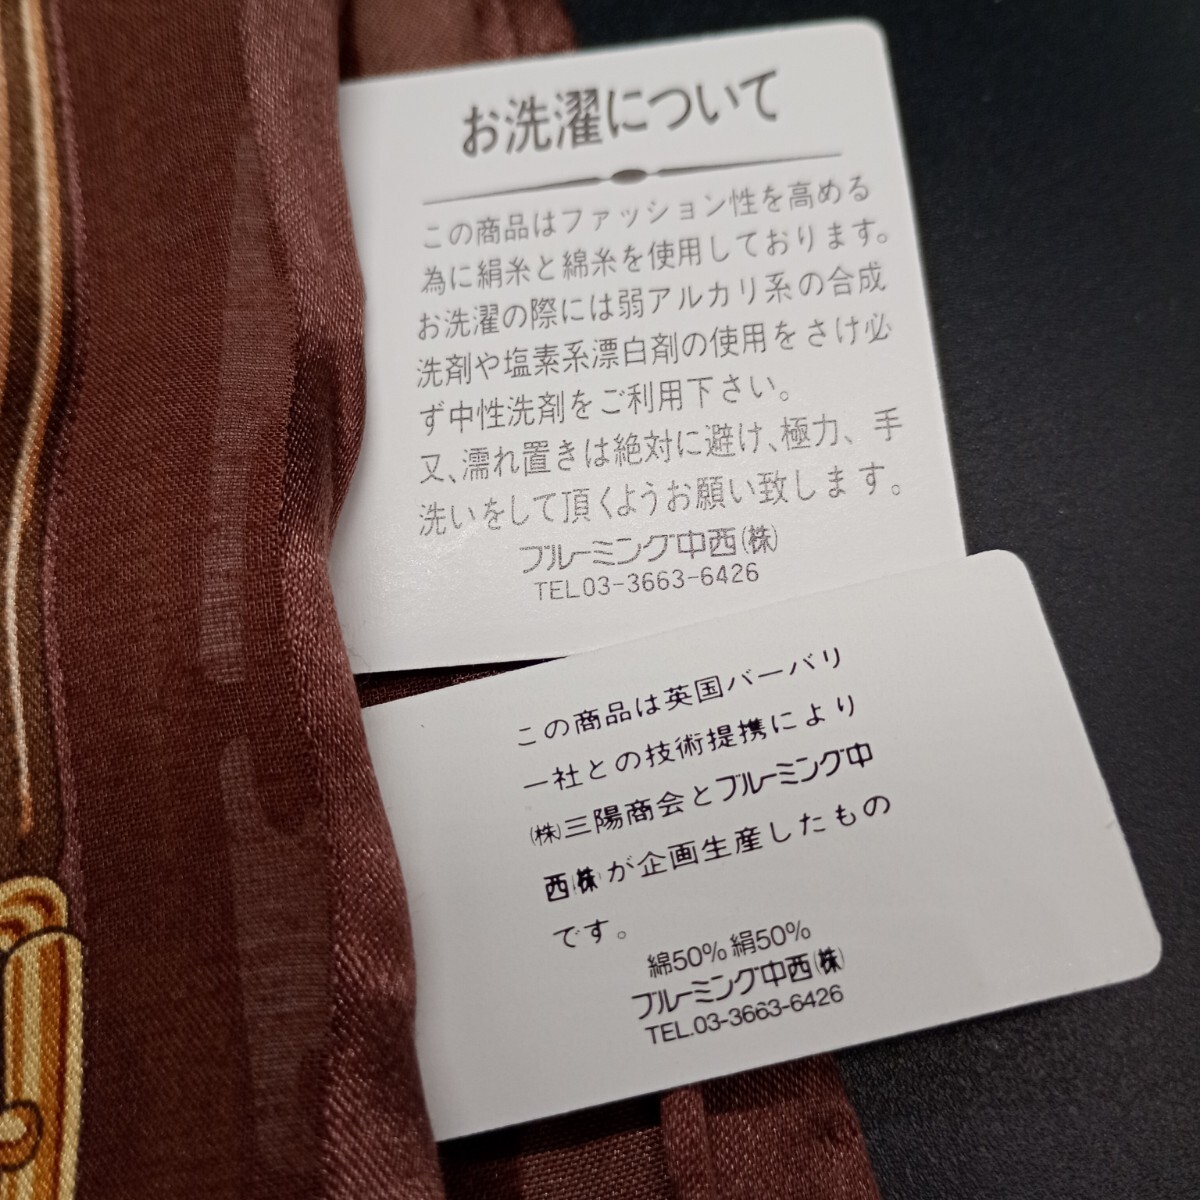 お洗濯について
この商品はファッション性を高める
為に絹糸と綿糸を使用しております。
お洗濯の際には弱アルカリ系の合成
洗剤や塩素系漂白剤の使用をさけ必
ず中性洗剤をご利用下さい。
又、濡れ置きは絶対に避け、極力、手
洗いをして頂くようお願い致します。
ブルーミング中西(株)
TEL.03-3663-6426
この商品は英国バーバリ
ー社との技術提携により
(株)三陽商会とブルーミング中
西(株)が企画生産したもの
です。
綿50% 絹50%
ブルーミング中西(株)
TEL.03-3663-6426